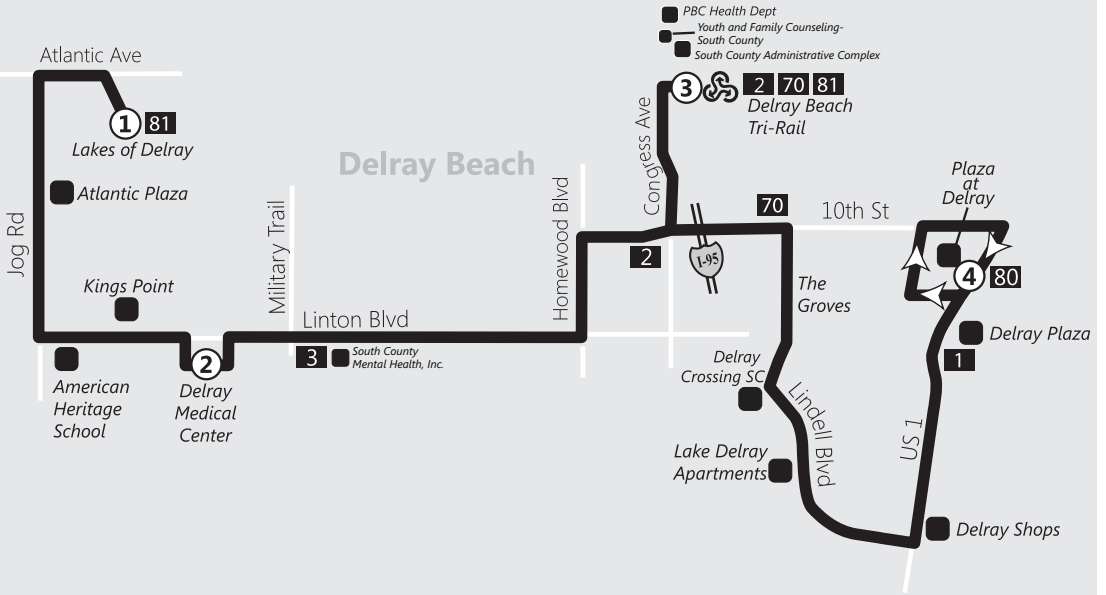 PBC Health Dept
Youth and Family Counseling-
South County
South County Administrative Complex
Atlantic Ave
1
81
Lakes of Delray
Atlantic Plaza
Jog Rd
Kings Point
American
Heritage
School
2
Delray
Medical
Center
Military Trail
Linton Blvd
3
South County
Mental Health, Inc.
Delray Beach
Homewood Blvd
Congress Ave
3
2
70
81
Delray Beach
Tri-Rail
2
I-95
70
10th St
The
Groves
Plaza
at
Delray
4
80
Delray Plaza
1
Delray
Crossing SC
Lindell Blvd
Lake Delray
Apartments
US 1
Delray Shops